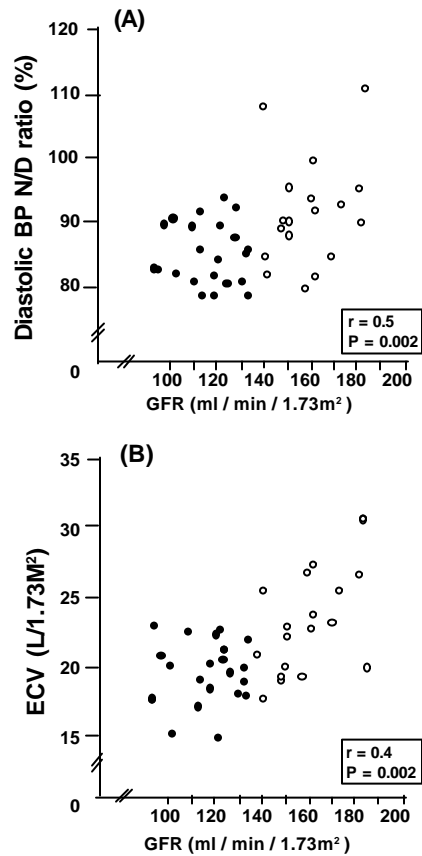 (A)
Diastolic BP N/D ratio (%)
120
110
100
90
80
0
r = 0.5
P = 0.002
100 120 140 160 180 200
GFR (ml / min / 1.73m²)
(B)
ECV (L/1.73M²)
35
30
25
20
15
0
r = 0.4
P = 0.002
100 120 140 160 180 200
GFR (ml / min / 1.73m²)